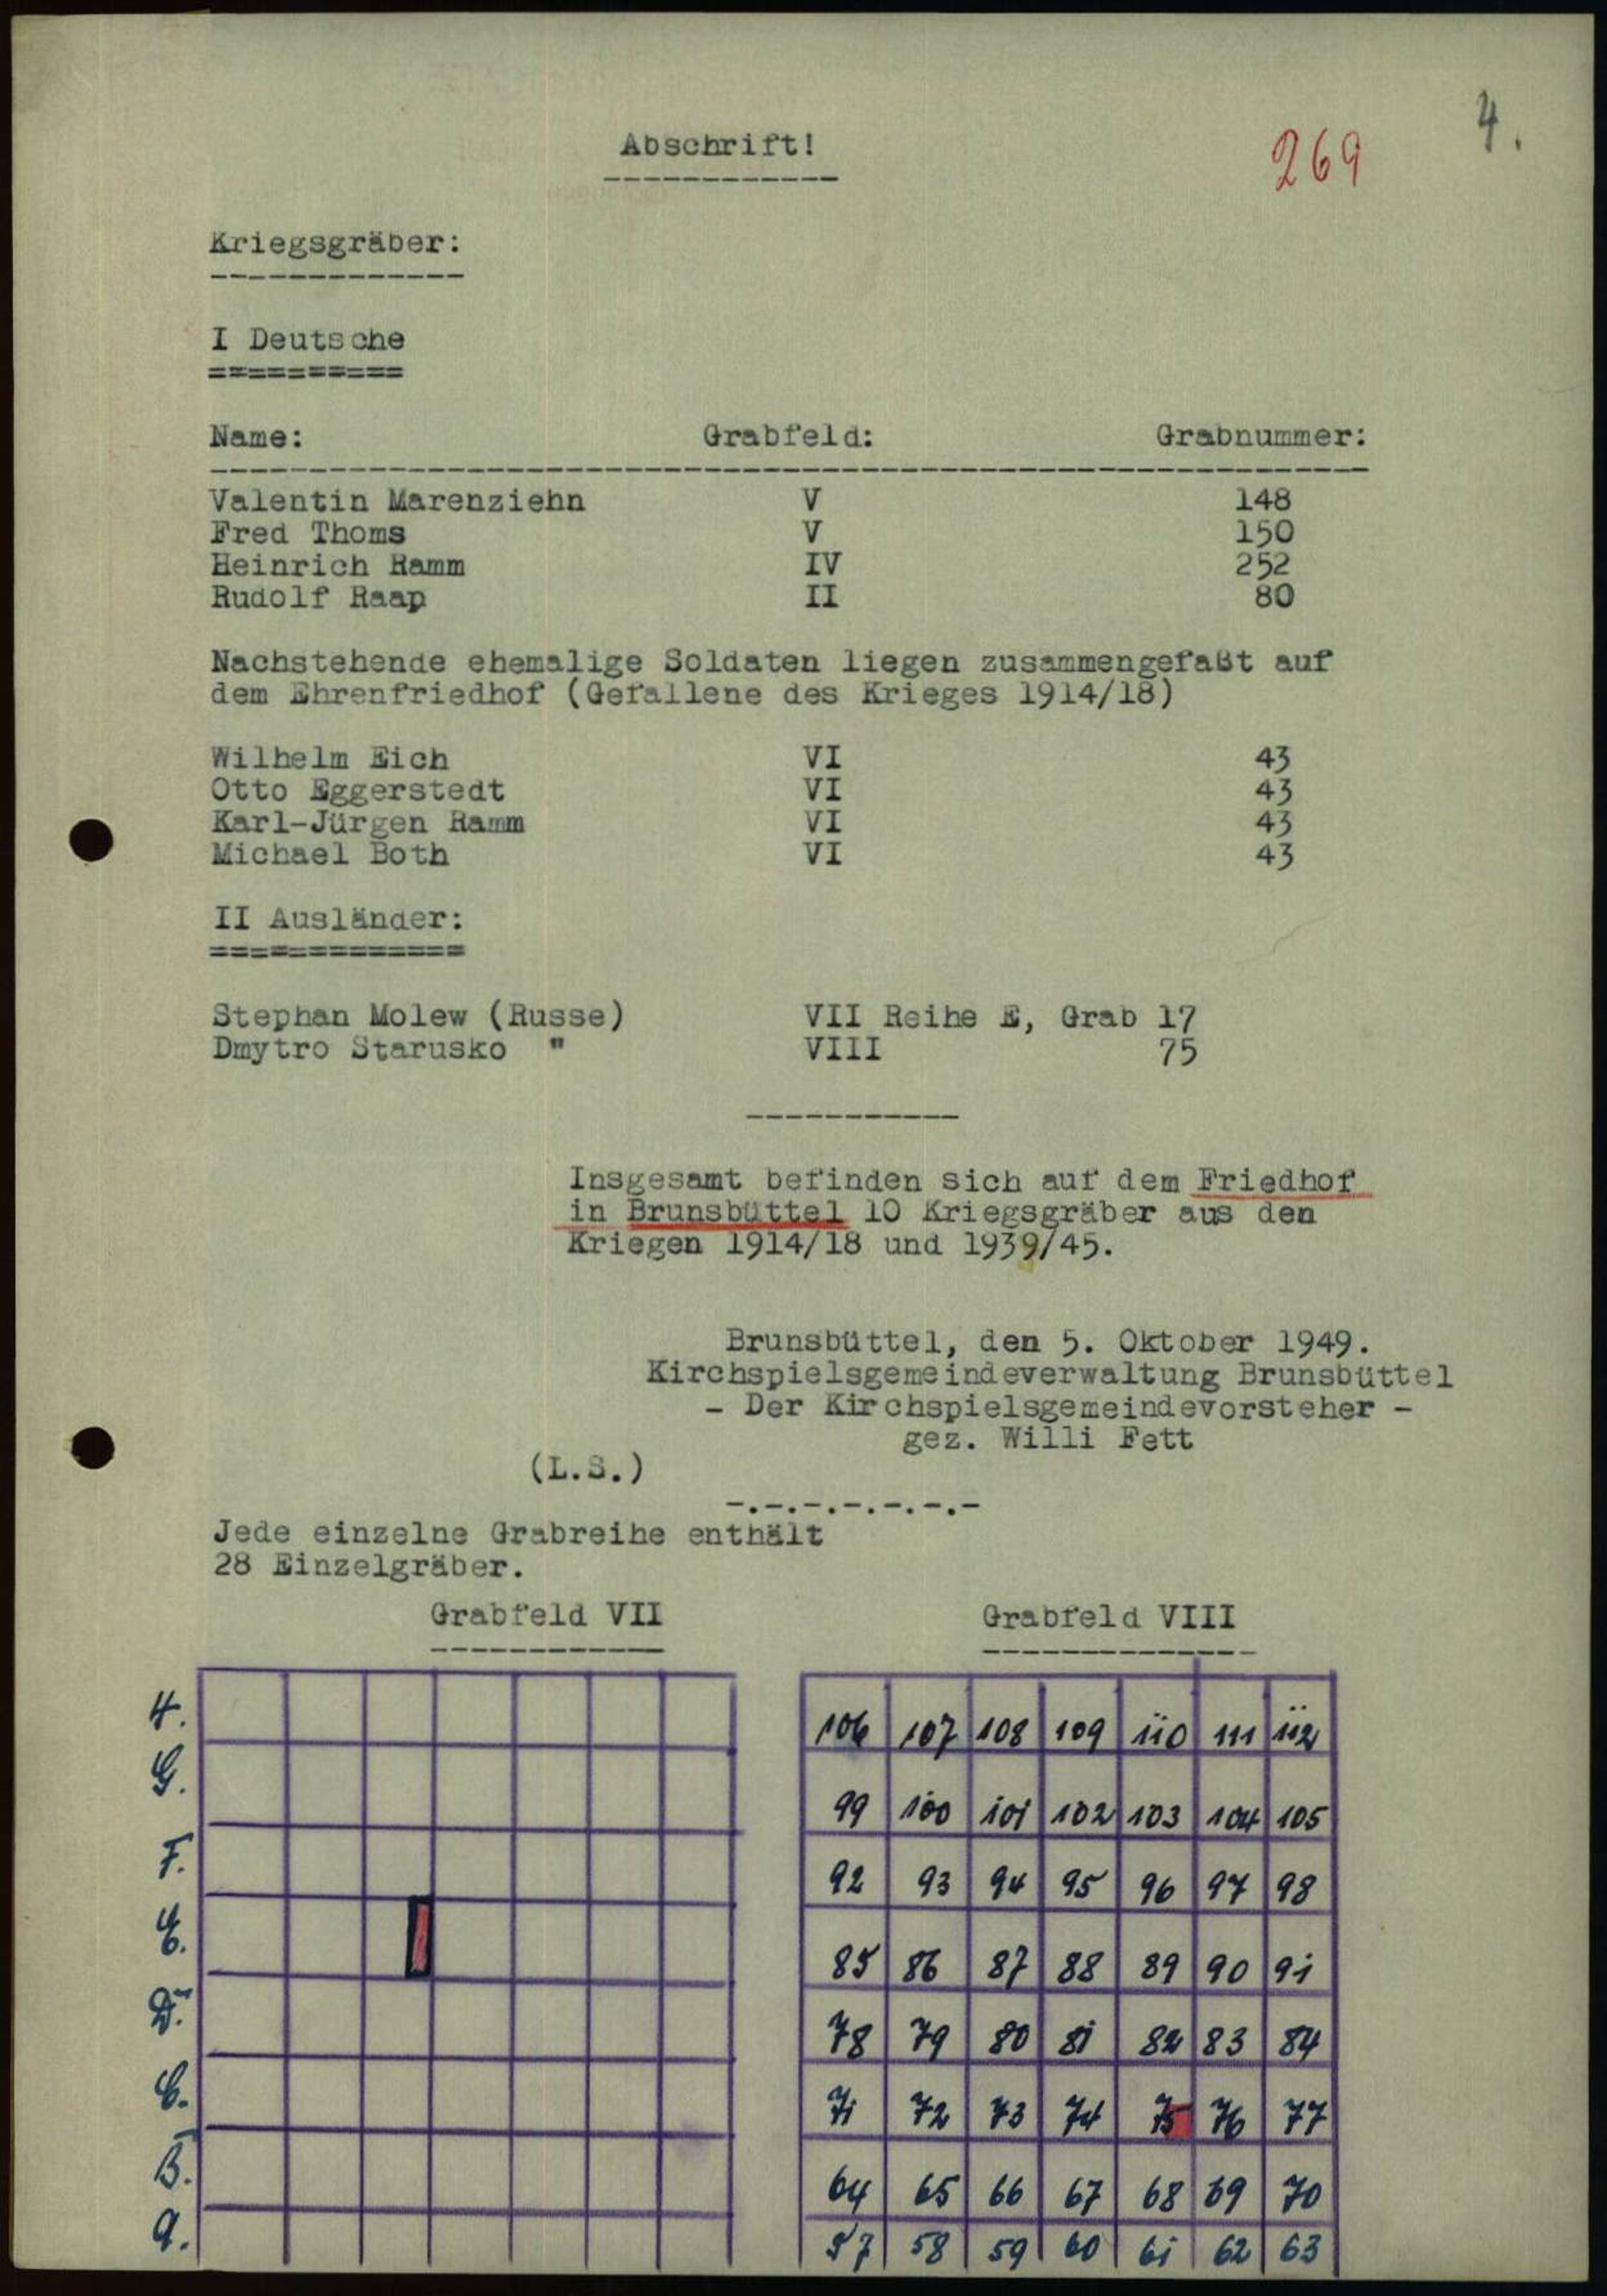 4.
269
Abschrift!
Kriegsgräber:
I Deutsche
Name: Grabfeld: Grabnummer:
Valentin Marenziehn V 148
Fred Thoms V 150
Heinrich Ramm IV 252
Rudolf Raap II 80
Nachstehende ehemalige Soldaten liegen zusammengefaßt auf
dem Ehrenfriedhof (Gefallene des Krieges 1914/18)
Wilhelm Eich VI 43
Otto Eggerstedt VI 43
Karl-Jürgen Ramm VI 43
Michael Both VI 43
II Ausländer:
Stephan Molew (Russe) VII Reihe E, Grab 17
Dmytro Starusko " VIII 75
Insgesamt befinden sich auf dem Friedhof
in Brunsbüttel 10 Kriegsgräber aus den
Kriegen 1914/18 und 1939/45.
Brunsbüttel, den 5. Oktober 1949.
Kirchspielsgemeindeverwaltung Brunsbüttel
- Der Kirchspielsgemeindevorsteher -
gez. Willi Fett
(L.S.)
-.-.-.-.-.-.-
Jede einzelne Grabreihe enthält
28 Einzelgräber.
Grabfeld VII Grabfeld VIII
H. 106 107 108 109 110 111 112
G. 99 100 101 102 103 104 105
F. 92 93 94 95 96 97 98
E. 85 86 87 88 89 90 91
D. 78 79 80 81 82 83 84
C. 71 72 73 74 75 76 77
B. 64 65 66 67 68 69 70
A. 57 58 59 60 61 62 63